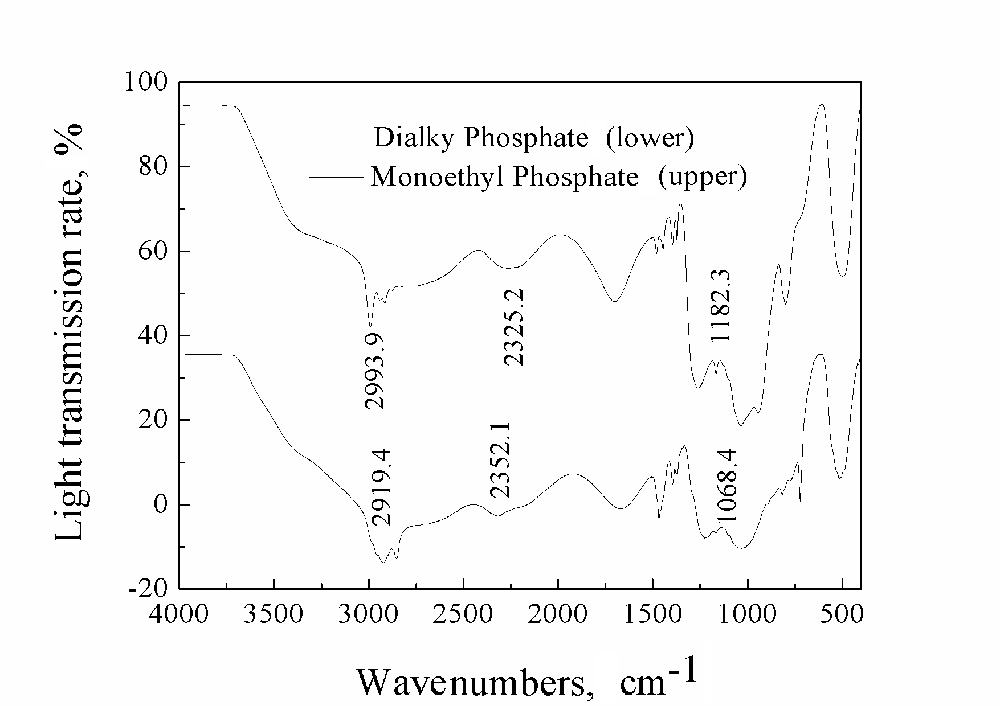 100
80
60
40
20
0
-20
Light transmission rate, %
Dialky Phosphate (lower)
Monoethyl Phosphate (upper)
2993.9
2325.2
1182.3
2919.4
2352.1
1068.4
4000 3500 3000 2500 2000 1500 1000 500
Wavenumbers, cm-1